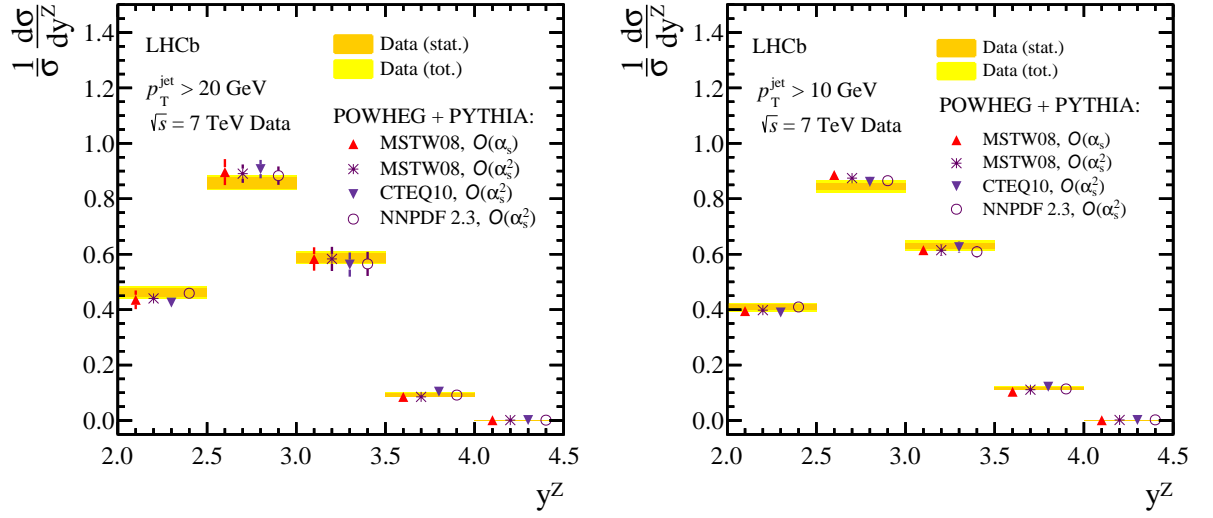 1/σ dσ/dy^Z
1.4
1.2
1.0
0.8
0.6
0.4
0.2
0.0
LHCb
p_T^jet > 20 GeV
√s = 7 TeV Data
Data (stat.)
Data (tot.)
POWHEG + PYTHIA:
MSTW08, O(α_s)
MSTW08, O(α_s^2)
CTEQ10, O(α_s^2)
NNPDF 2.3, O(α_s^2)
2.0 2.5 3.0 3.5 4.0 4.5
y^Z
1/σ dσ/dy^Z
1.4
1.2
1.0
0.8
0.6
0.4
0.2
0.0
LHCb
p_T^jet > 10 GeV
√s = 7 TeV Data
Data (stat.)
Data (tot.)
POWHEG + PYTHIA:
MSTW08, O(α_s)
MSTW08, O(α_s^2)
CTEQ10, O(α_s^2)
NNPDF 2.3, O(α_s^2)
2.0 2.5 3.0 3.5 4.0 4.5
y^Z